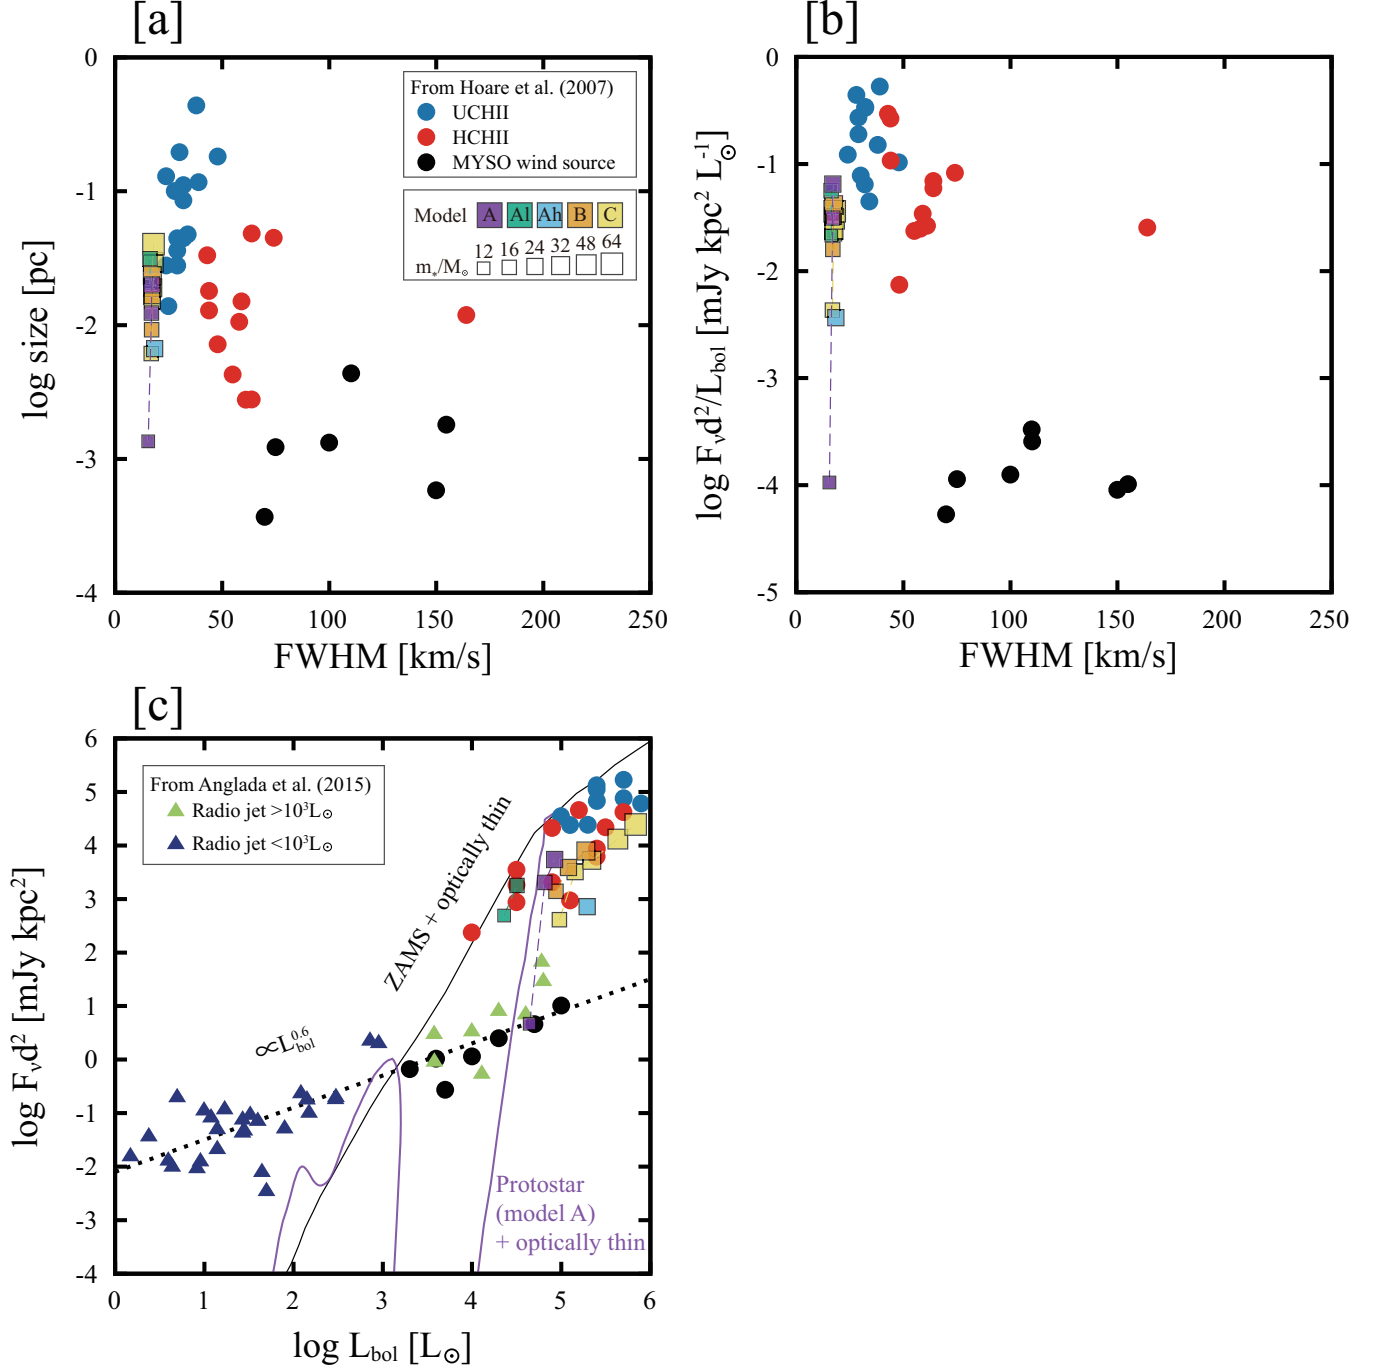 [a]
0
-1
-2
-3
-4
log size [pc]
From Hoare et al. (2007)
UCHII
HCHII
MYSO wind source
Model A Al Ah B C
12 16 24 32 48 64
m*/M⊙
0 50 100 150 200 250
FWHM [km/s]
[b]
0
-1
-2
-3
-4
-5
log Fνd²/Lbol [mJy kpc² L⊙⁻¹]
0 50 100 150 200 250
FWHM [km/s]
[c]
6
5
4
3
2
1
0
-1
-2
-3
-4
log Fνd² [mJy kpc²]
From Anglada et al. (2015)
Radio jet >10³L⊙
Radio jet <10³L⊙
ZAMS + optically thin
∝Lbol^0.6
Protostar
(model A)
+ optically thin
0 1 2 3 4 5 6
log Lbol [L⊙]